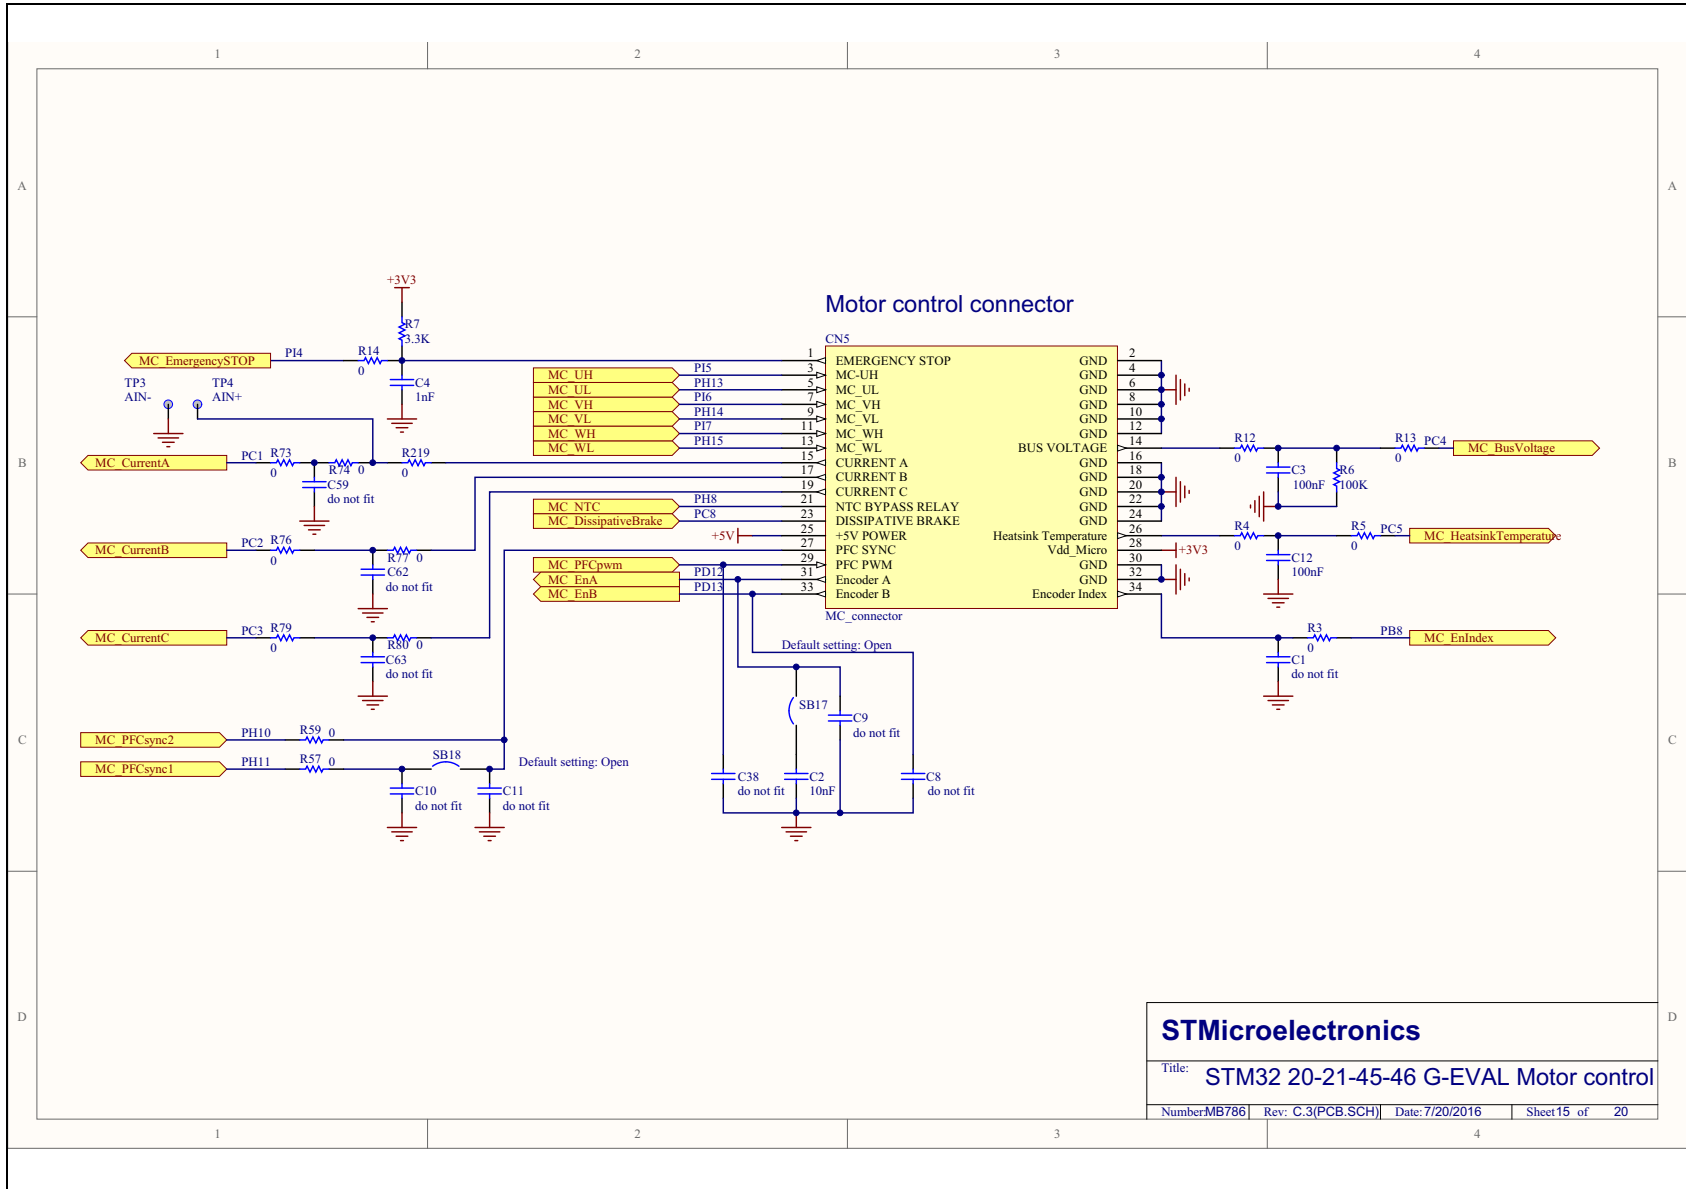 1 2 3 4
A A
+3V3
R7
3.3K
Motor control connector
CN5
MC_EmergencySTOP PI4 R14 0
C4
1nF
TP3 TP4
AIN- AIN+
1 EMERGENCY STOP GND 2
MC_UH PI5 3 MC-UH GND 4
MC_UL PH13 5 MC_UL GND 6
MC_VH PI6 7 MC_VH GND 8
MC_VL PH14 9 MC_VL GND 10
MC_WH PI7 11 MC_WH GND 12
MC_WL PH15 13 MC_WL BUS VOLTAGE 14
15 CURRENT A GND 16
17 CURRENT B GND 18
19 CURRENT C GND 20
MC_NTC PH8 21 NTC BYPASS RELAY GND 22
MC_DissipativeBrake PC8 23 DISSIPATIVE BRAKE GND 24
+5V 25 +5V POWER Heatsink Temperature 26
27 PFC SYNC Vdd_Micro 28 +3V3
MC_PFCpwm 29 PFC PWM GND 30
MC_EnA PD12 31 Encoder A GND 32
MC_EnB PD13 33 Encoder B Encoder Index 34
MC_connector
R12 0 R13 0 PC4 MC_BusVoltage
C3 R6
100nF 100K
R4 0 R5 0 PC5 MC_HeatsinkTemperature
C12
100nF
R3 0 PB8 MC_EnIndex
C1
do not fit
B B
MC_CurrentA PC1 R73 0 R74 0 R219 0
C59
do not fit
MC_CurrentB PC2 R76 0 R77 0
C62
do not fit
MC_CurrentC PC3 R79 0 R80 0
C63
do not fit
Default setting: Open
SB17
C9
do not fit
C C
MC_PFCsync2 PH10 R59 0
MC_PFCsync1 PH11 R57 0 SB18
Default setting: Open
C10
do not fit
C11
do not fit
C38
do not fit
C2
10nF
C8
do not fit
D D
STMicroelectronics
Title: STM32 20-21-45-46 G-EVAL Motor control
Number:MB786 Rev: C.3(PCB.SCH) Date:7/20/2016 Sheet15 of 20
1 2 3 4